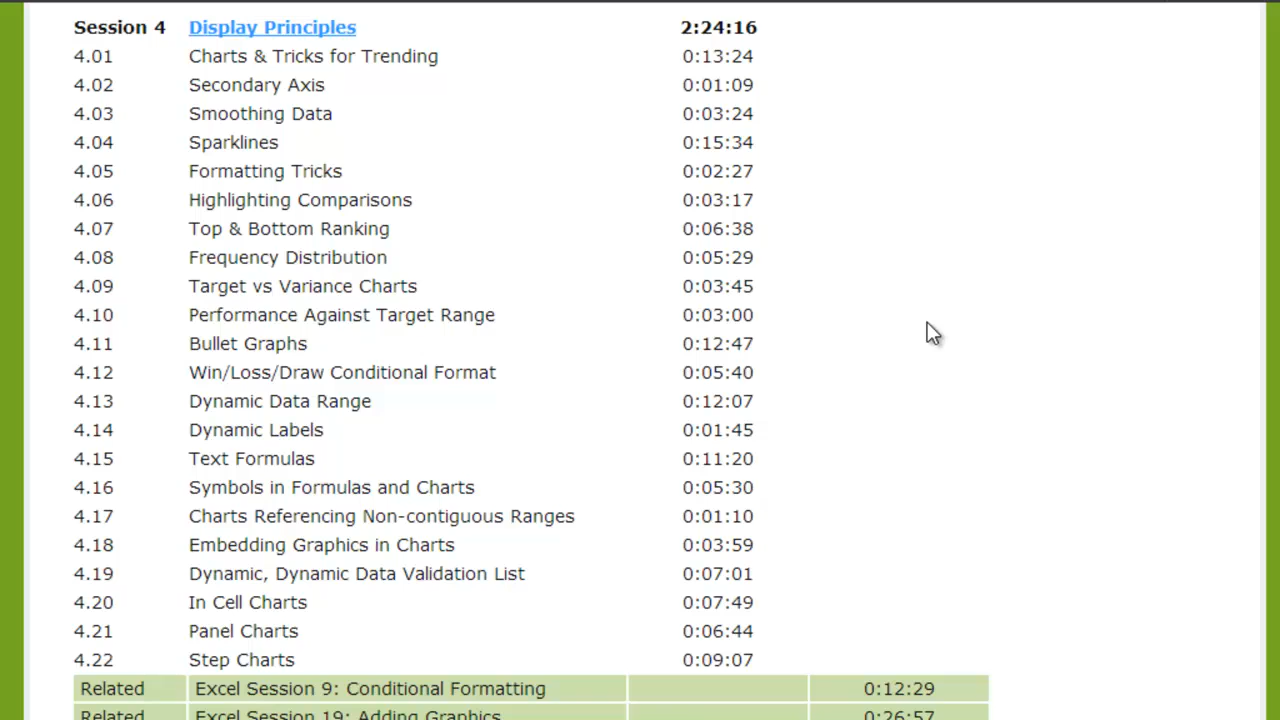 Session 4 Display Principles 2:24:16
4.01 Charts & Tricks for Trending 0:13:24
4.02 Secondary Axis 0:01:09
4.03 Smoothing Data 0:03:24
4.04 Sparklines 0:15:34
4.05 Formatting Tricks 0:02:27
4.06 Highlighting Comparisons 0:03:17
4.07 Top & Bottom Ranking 0:06:38
4.08 Frequency Distribution 0:05:29
4.09 Target vs Variance Charts 0:03:45
4.10 Performance Against Target Range 0:03:00
4.11 Bullet Graphs 0:12:47
4.12 Win/Loss/Draw Conditional Format 0:05:40
4.13 Dynamic Data Range 0:12:07
4.14 Dynamic Labels 0:01:45
4.15 Text Formulas 0:11:20
4.16 Symbols in Formulas and Charts 0:05:30
4.17 Charts Referencing Non-contiguous Ranges 0:01:10
4.18 Embedding Graphics in Charts 0:03:59
4.19 Dynamic, Dynamic Data Validation List 0:07:01
4.20 In Cell Charts 0:07:49
4.21 Panel Charts 0:06:44
4.22 Step Charts 0:09:07
Related Excel Session 9: Conditional Formatting 0:12:29
Related Excel Session 19: Adding Graphics 0:26:57